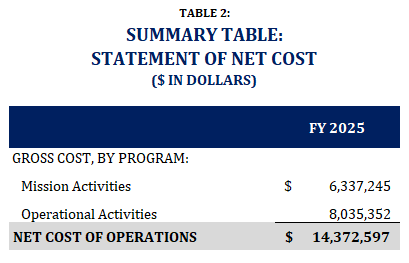 TABLE 2:
SUMMARY TABLE:
STATEMENT OF NET COST
($ IN DOLLARS)
FY 2025
GROSS COST, BY PROGRAM:
Mission Activities $ 6,337,245
Operational Activities 8,035,352
NET COST OF OPERATIONS $ 14,372,597